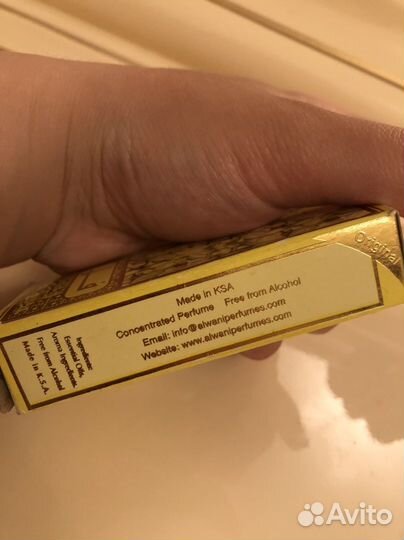 Original
Made in KSA
Concentrated Perfume Free from Alcohol
Email: info@alwaniperfumes.com
Website: www.alwaniperfumes.com
Ingredients:
Essential Oils,
Aroma Ingredients.
Free from Alcohol
Made in K.S.A.
Avito